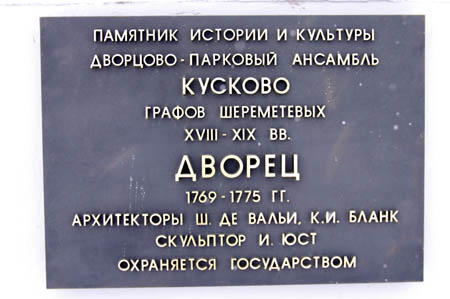 ПАМЯТНИК ИСТОРИИ И КУЛЬТУРЫ
ДВОРЦОВО-ПАРКОВЫЙ АНСАМБЛЬ
КУСКОВО
ГРАФОВ ШЕРЕМЕТЕВЫХ
XVIII-XIX ВВ.
ДВОРЕЦ
1769-1775 ГГ.
АРХИТЕКТОРЫ Ш. ДЕ ВАЛЬИ, К.И. БЛАНК
СКУЛЬПТОР И. ЮСТ
ОХРАНЯЕТСЯ ГОСУДАРСТВОМ